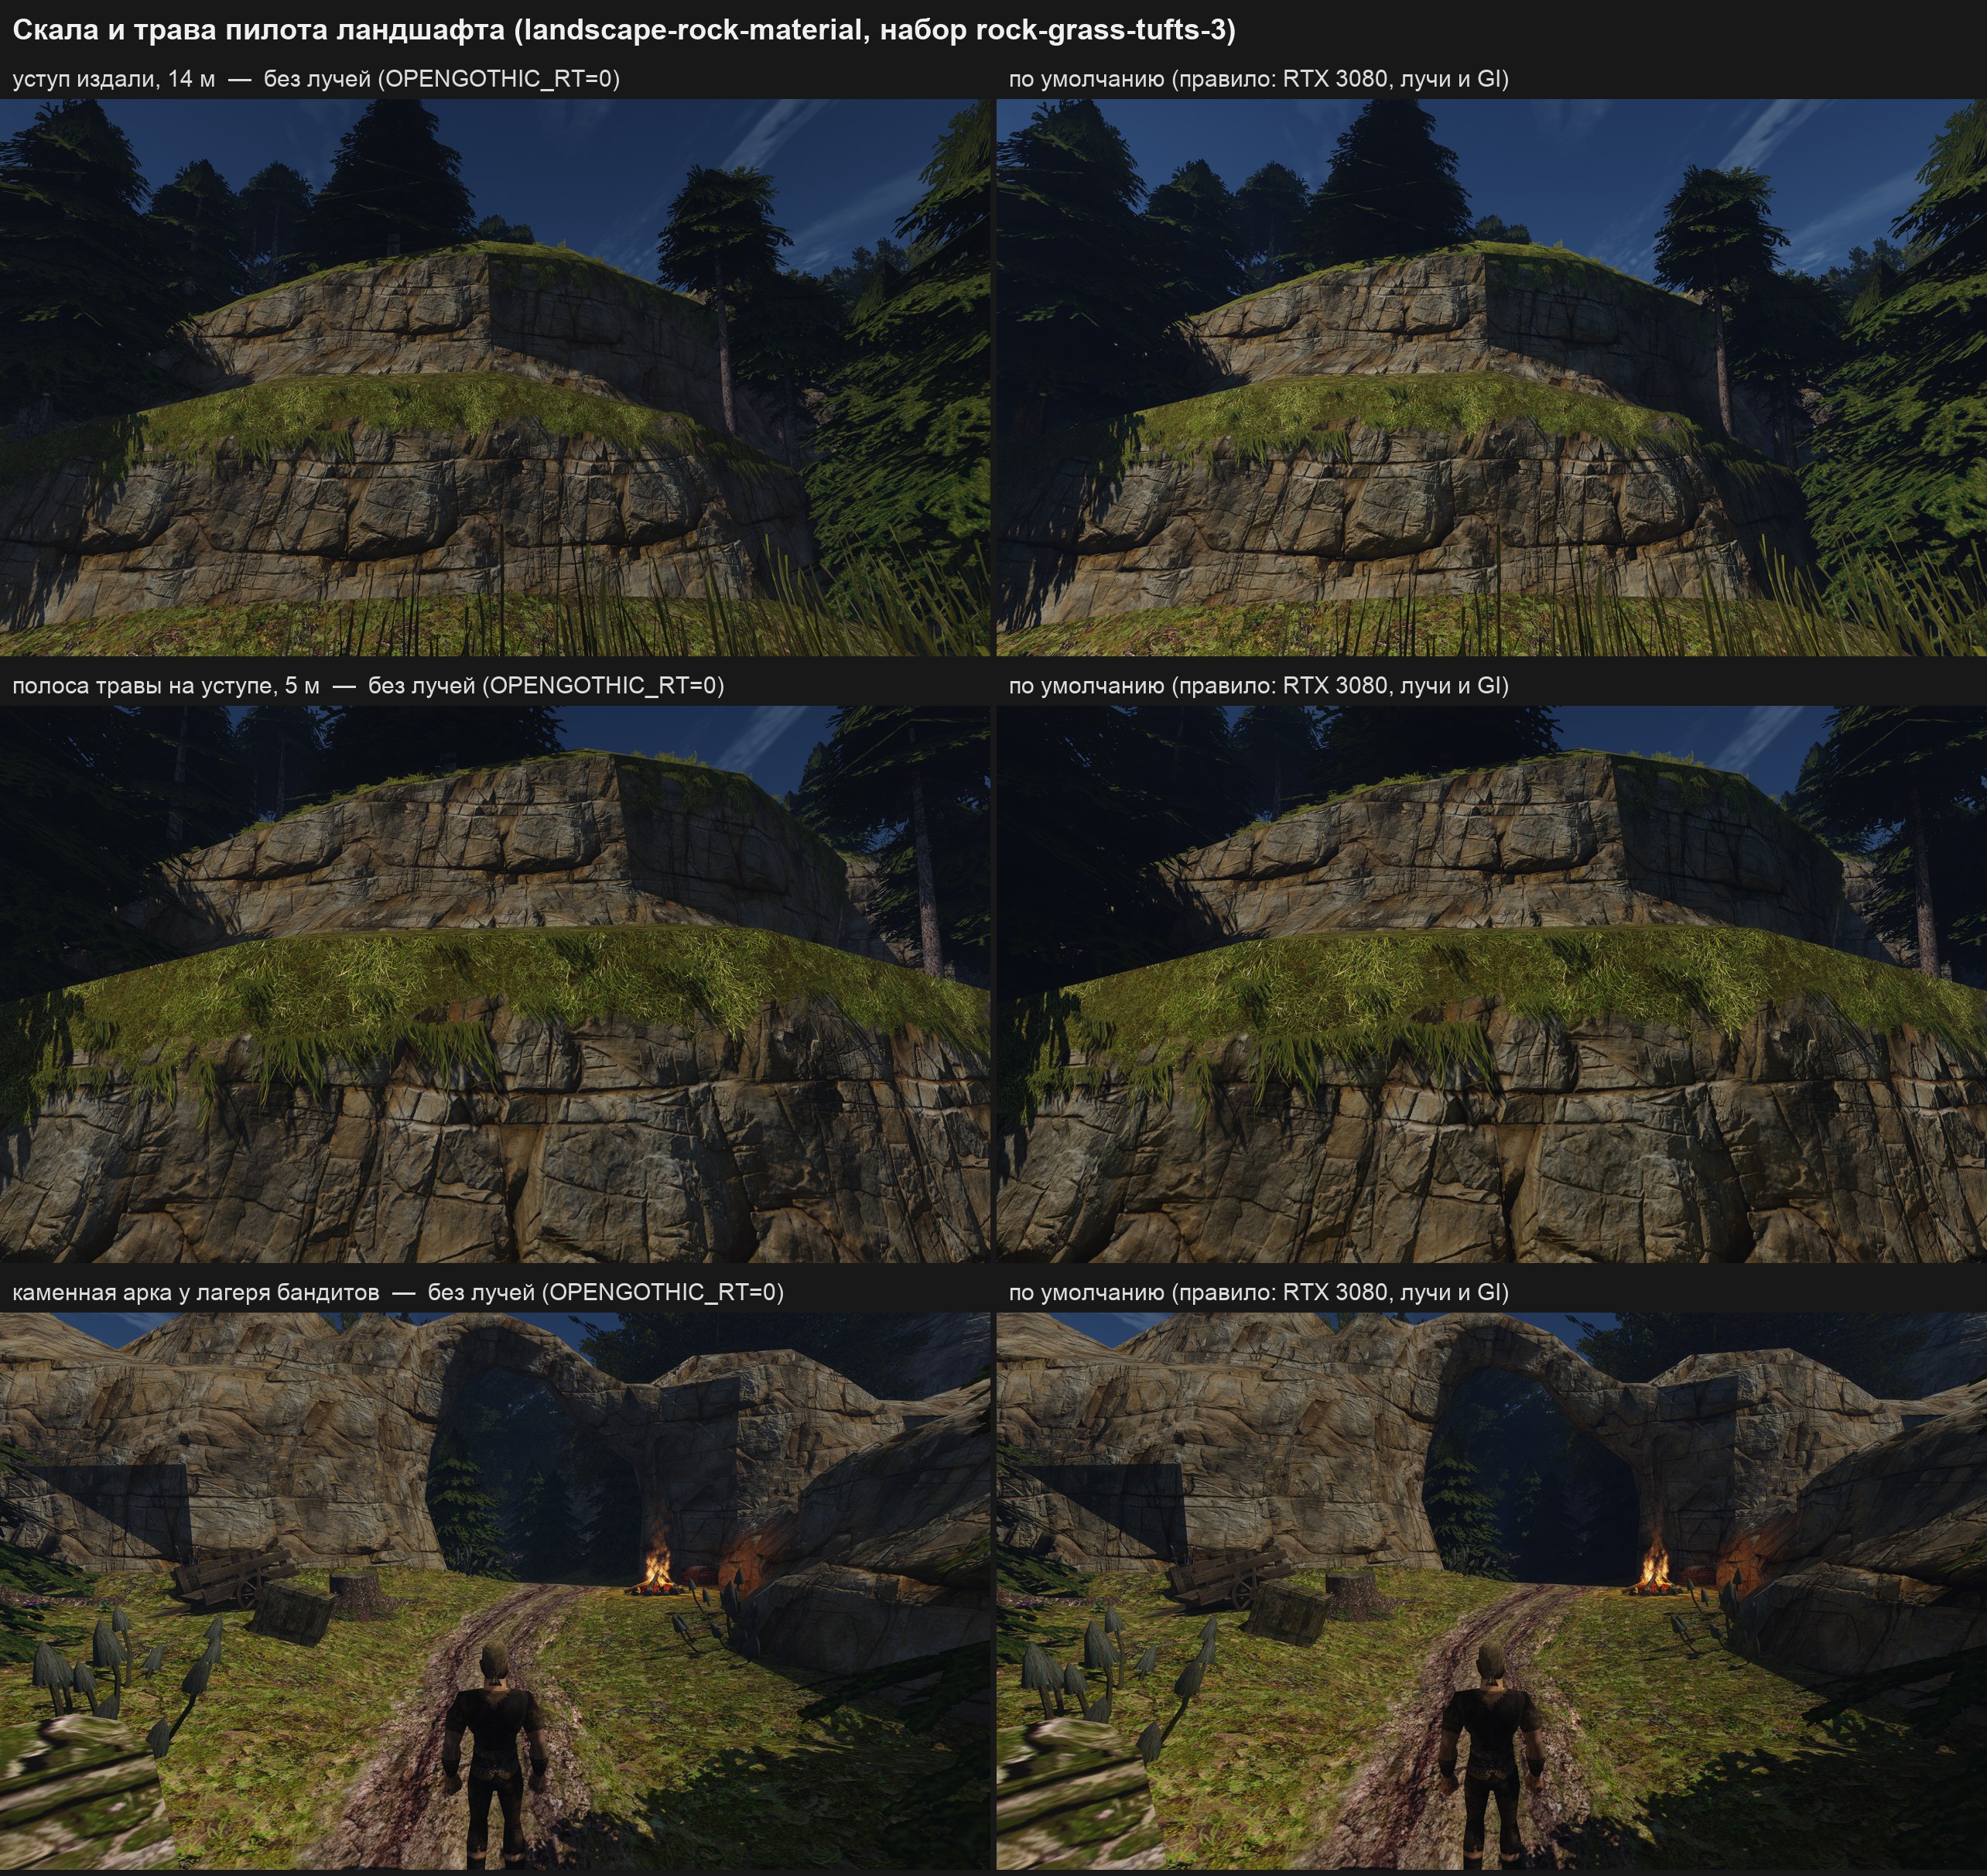 Скала и трава пилота ландшафта (landscape-rock-material, набор rock-grass-tufts-3)
уступ издали, 14 м — без лучей (OPENGOTHIC_RT=0)
по умолчанию (правило: RTX 3080, лучи и GI)
полоса травы на уступе, 5 м — без лучей (OPENGOTHIC_RT=0)
по умолчанию (правило: RTX 3080, лучи и GI)
каменная арка у лагеря бандитов — без лучей (OPENGOTHIC_RT=0)
по умолчанию (правило: RTX 3080, лучи и GI)